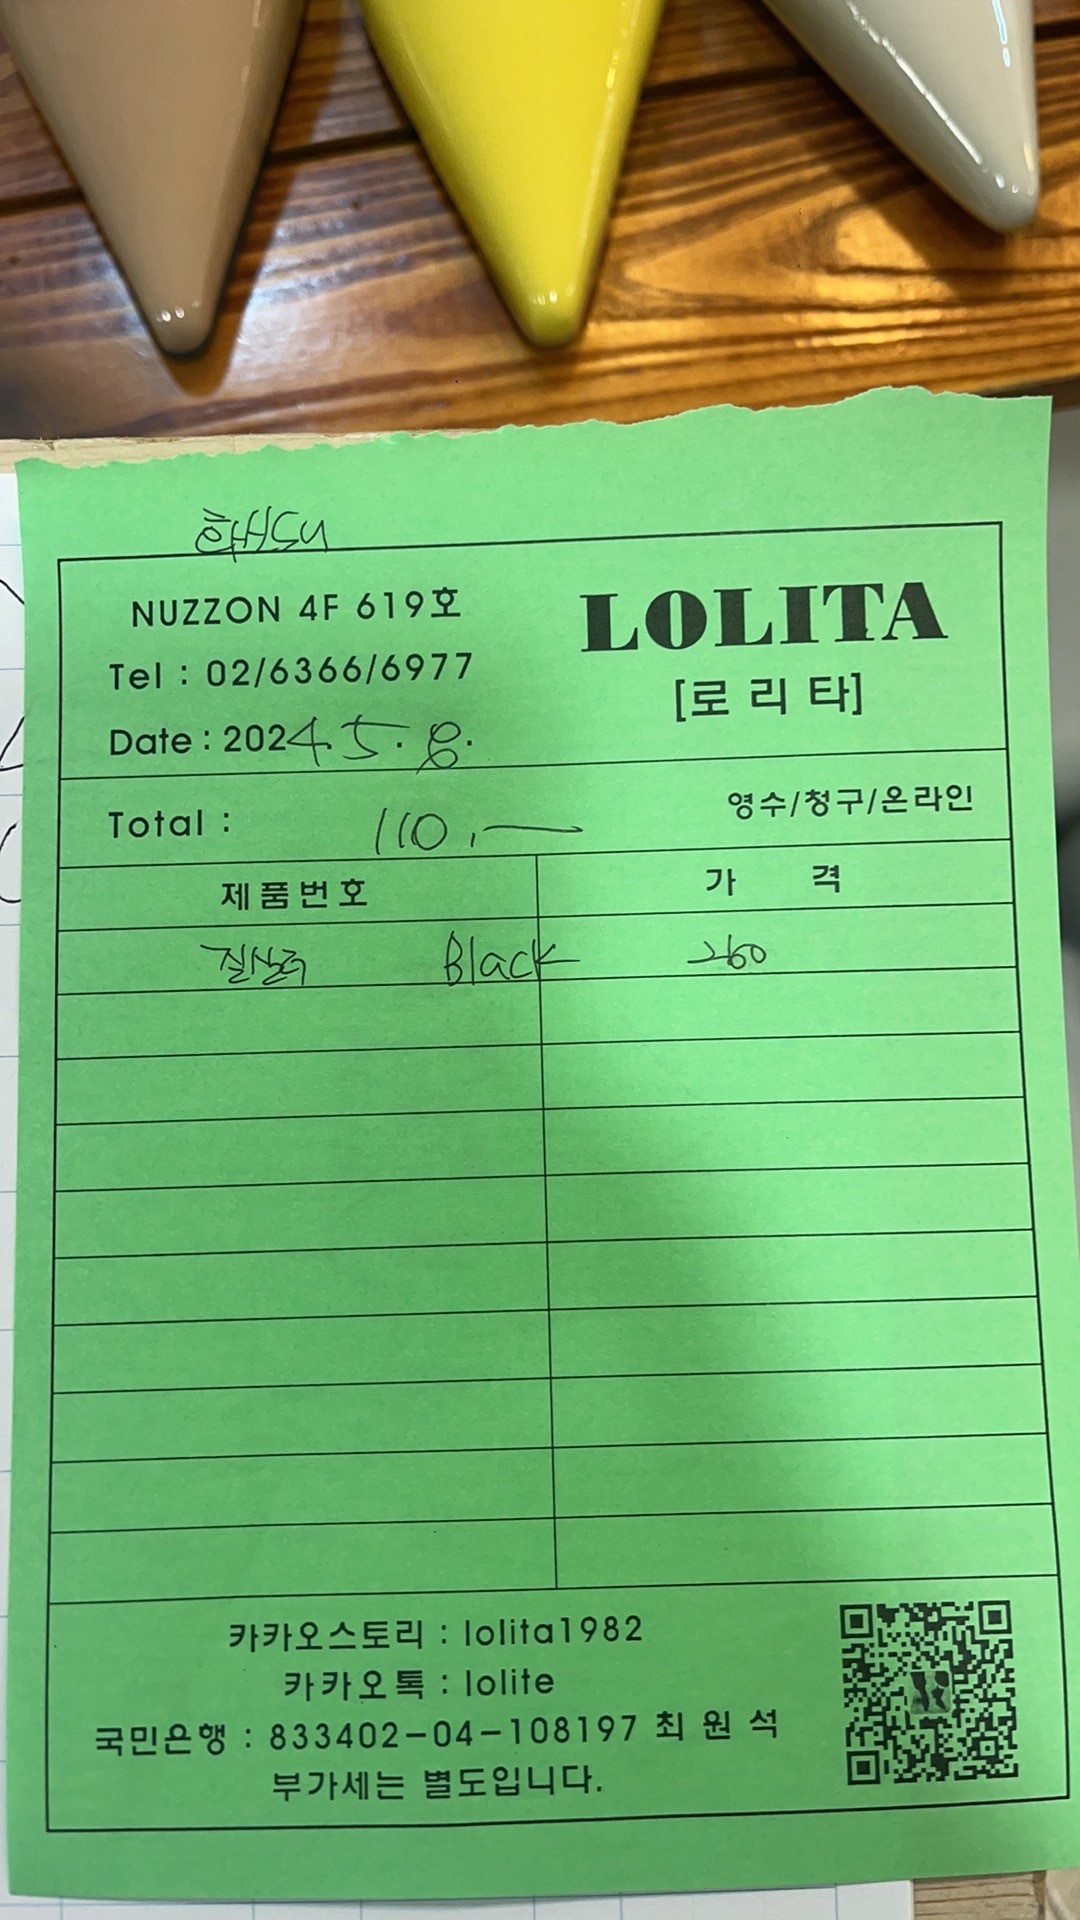 NUZZON 4F 619호
LOLITA
Tel : 02/6366/6977
[로 리 타]
Date : 2024. 5. 8.
Total : 110,—
영수/청구/온라인
제품번호 가 격
Black 260
카카오스토리 : lolita1982
카카오톡 : lolite
국민은행 : 833402-04-108197 최 원 석
부가세는 별도입니다.